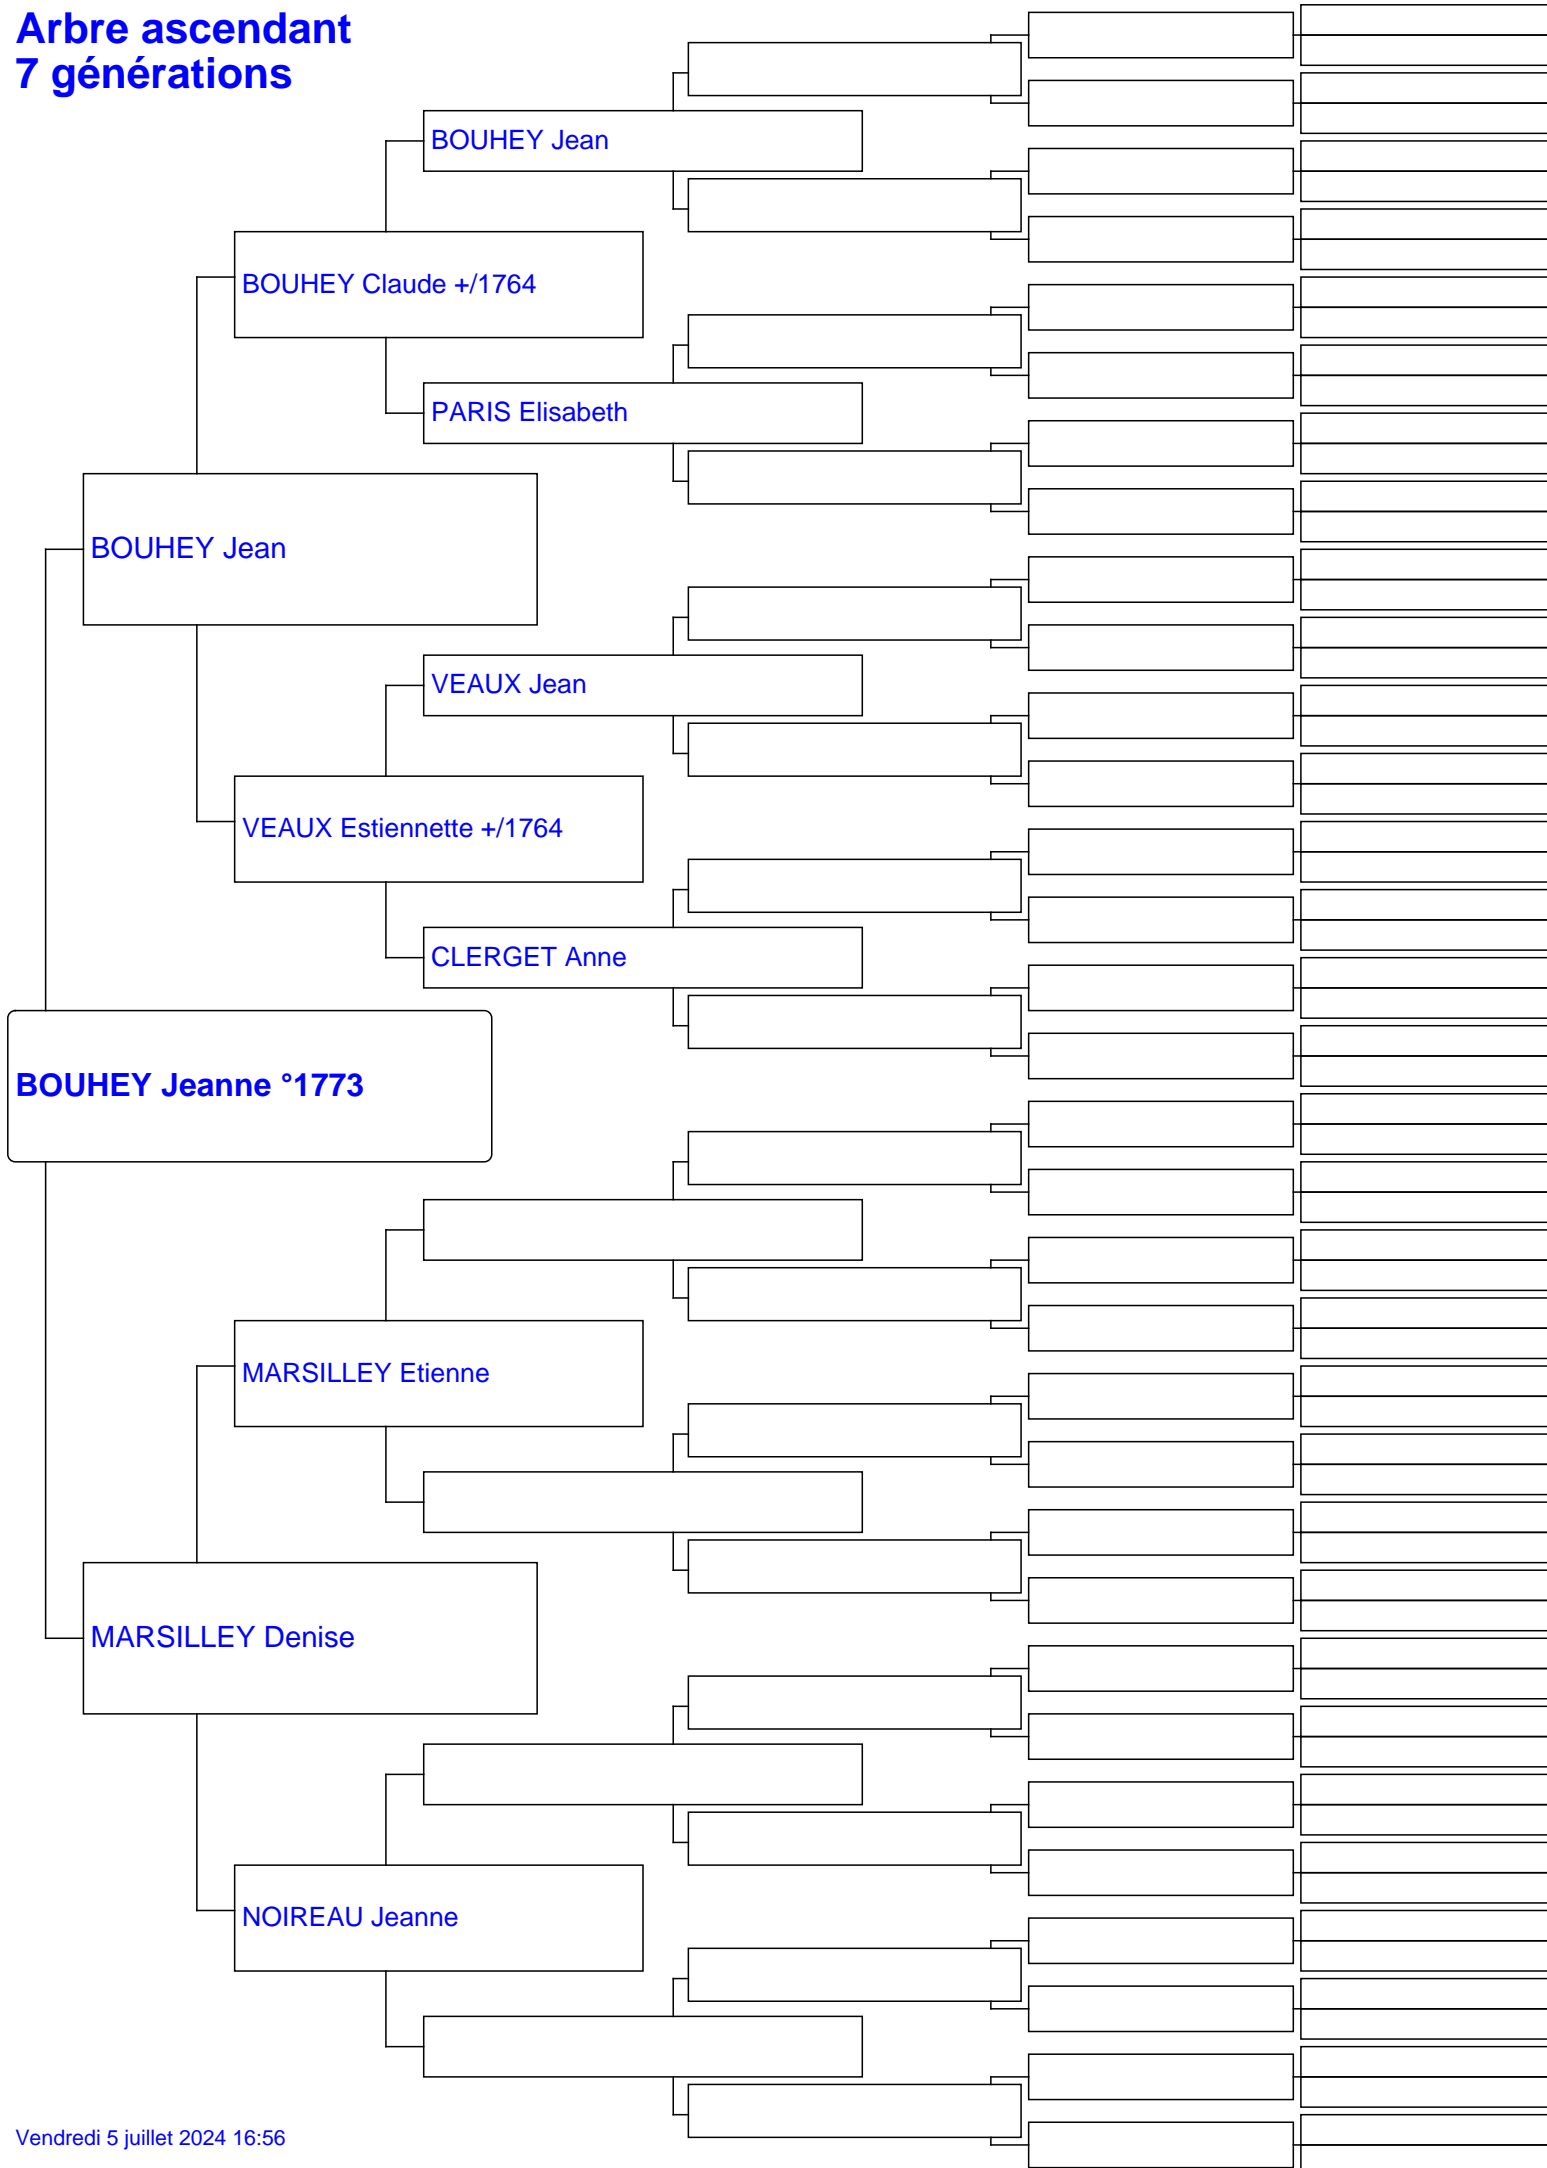 Arbre ascendant
7 générations
BOUHEY Jean
BOUHEY Claude +/1764
PARIS Elisabeth
BOUHEY Jean
VEAUX Jean
VEAUX Estiennette +/1764
CLERGET Anne
BOUHEY Jeanne °1773
MARSILLEY Etienne
MARSILLEY Denise
NOIREAU Jeanne
Vendredi 5 juillet 2024 16:56